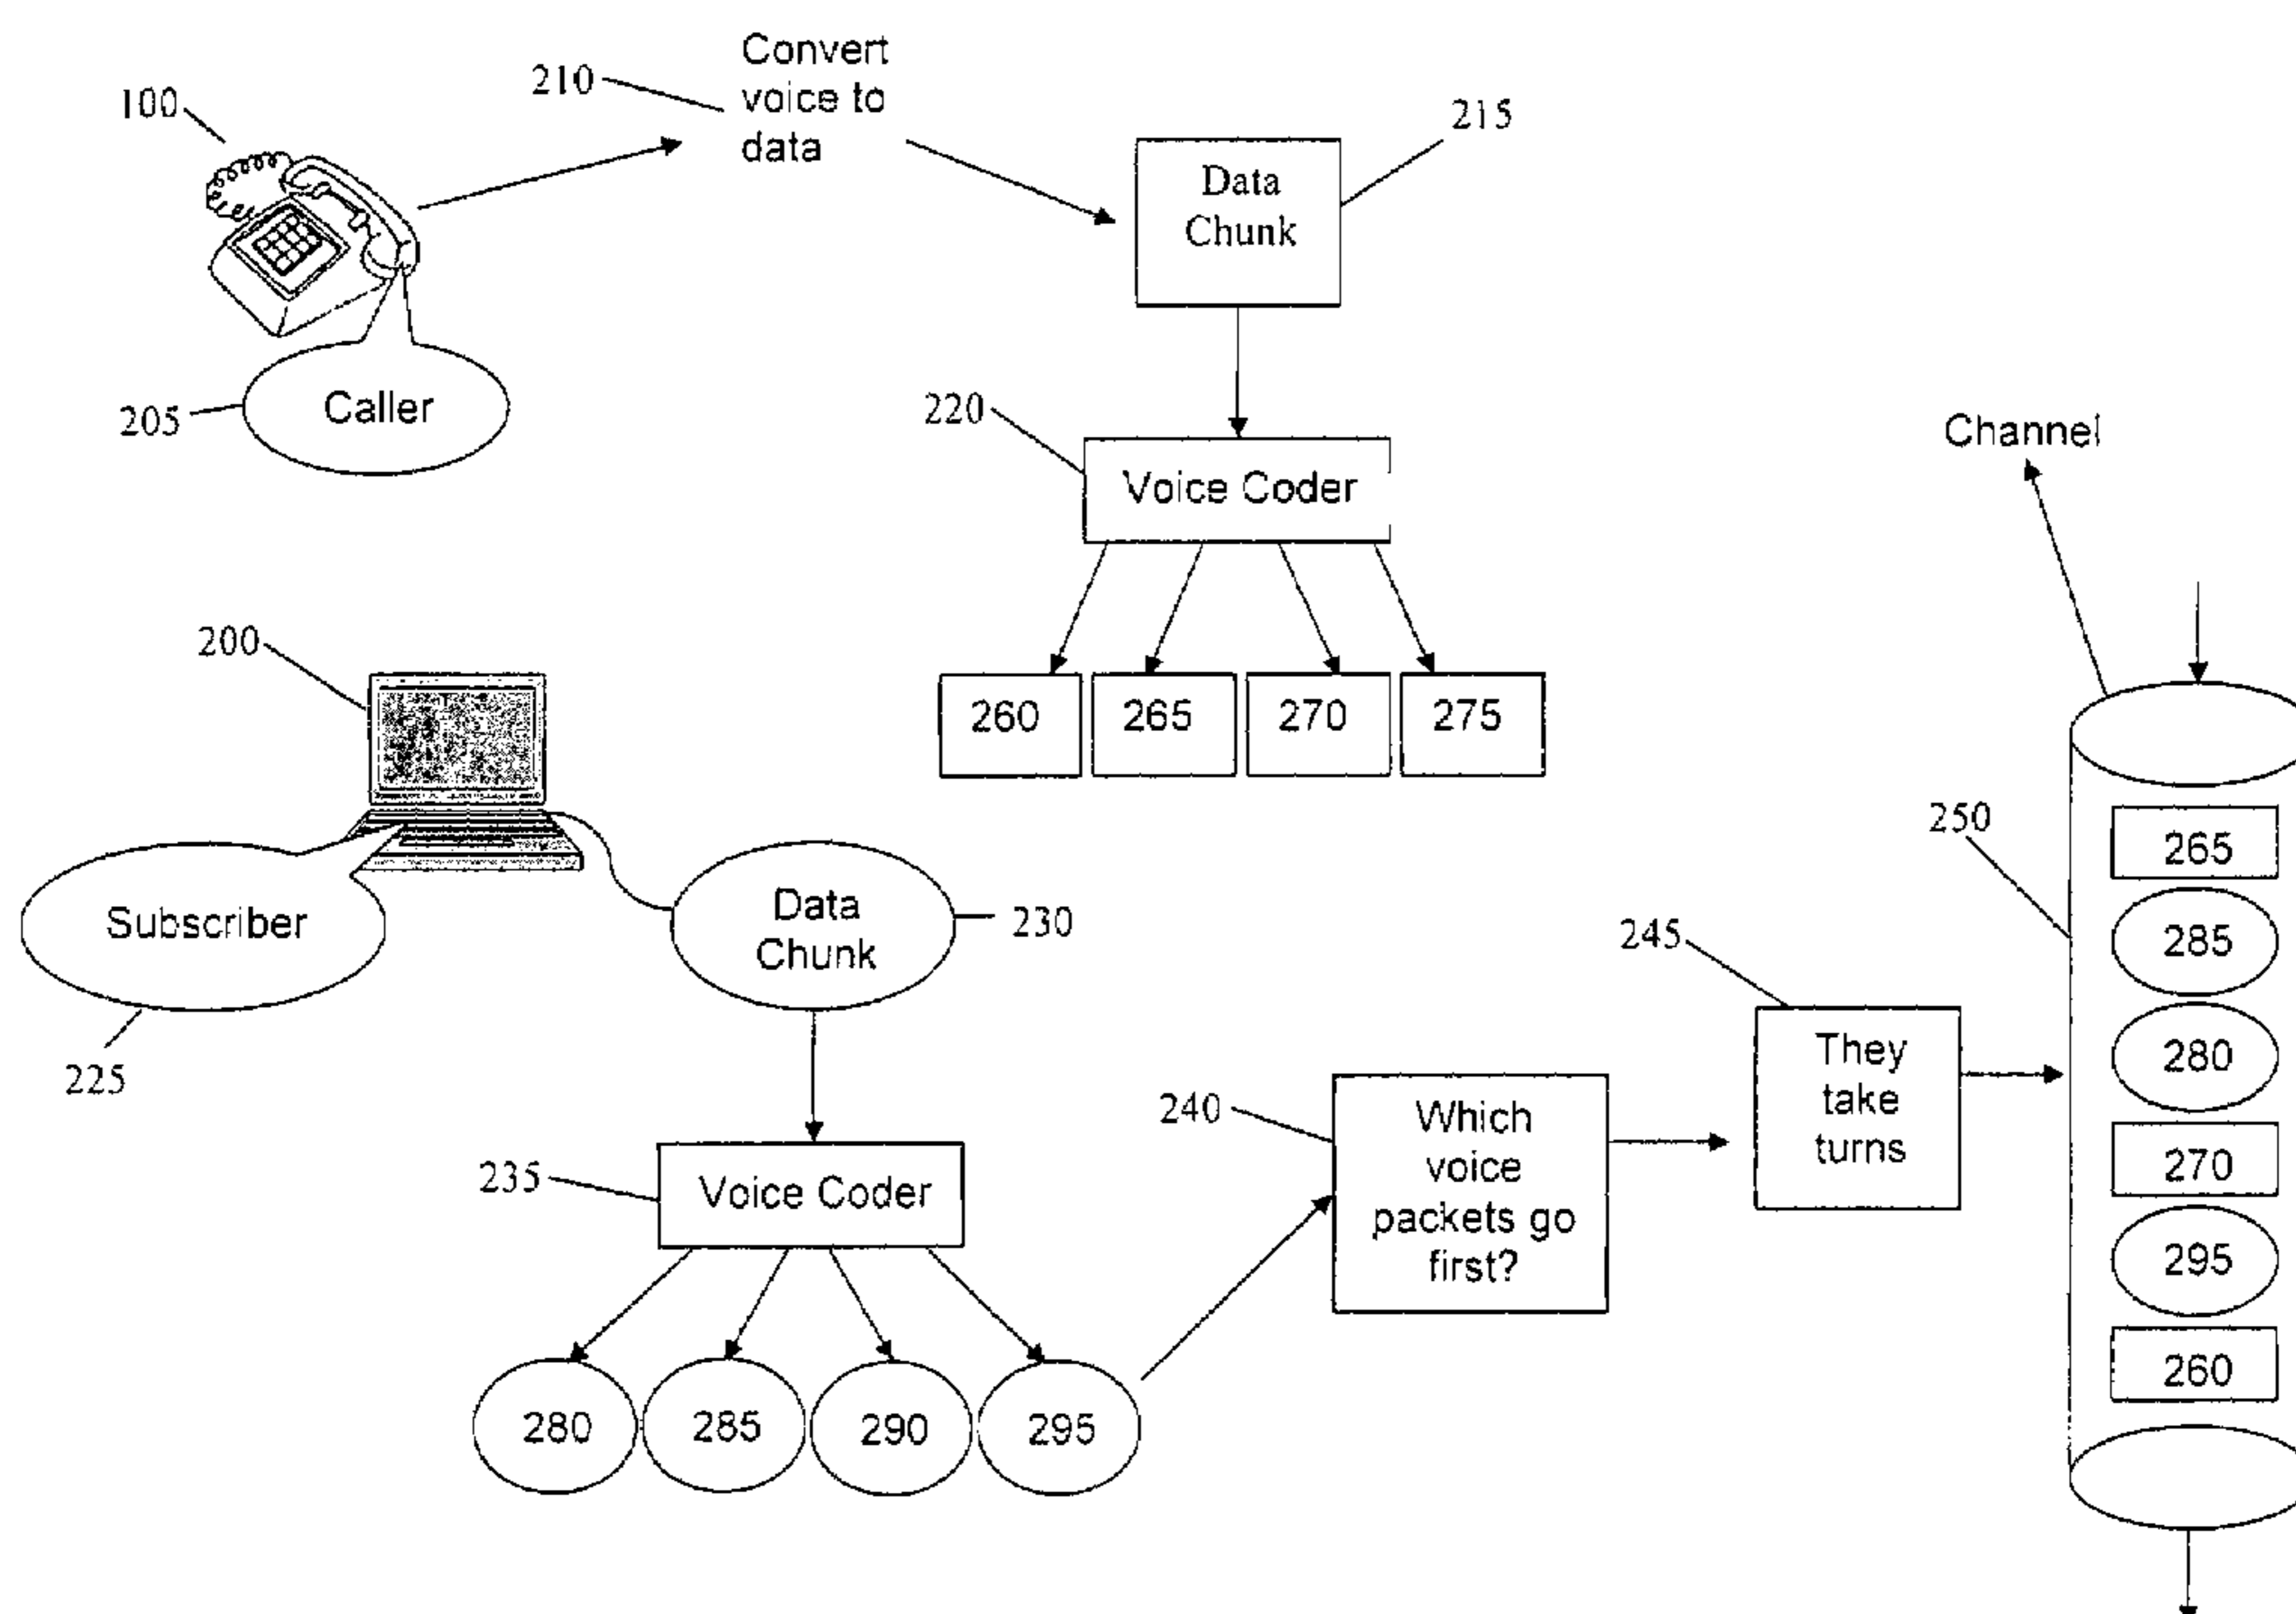 100
210
Convert
voice to
data
215
Data
Chunk
205
Caller
220
Voice Coder
Channel
260
265
270
275
200
Subscriber
225
Data
Chunk
230
235
Voice Coder
280
285
290
295
240
Which
voice
packets go
first?
245
They
take
turns
250
265
285
280
270
295
260